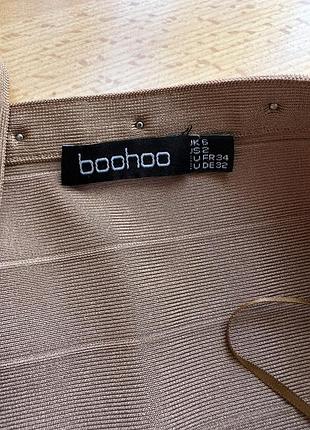 boohoo
UK 6
US 2
EU FR34
EU DE32